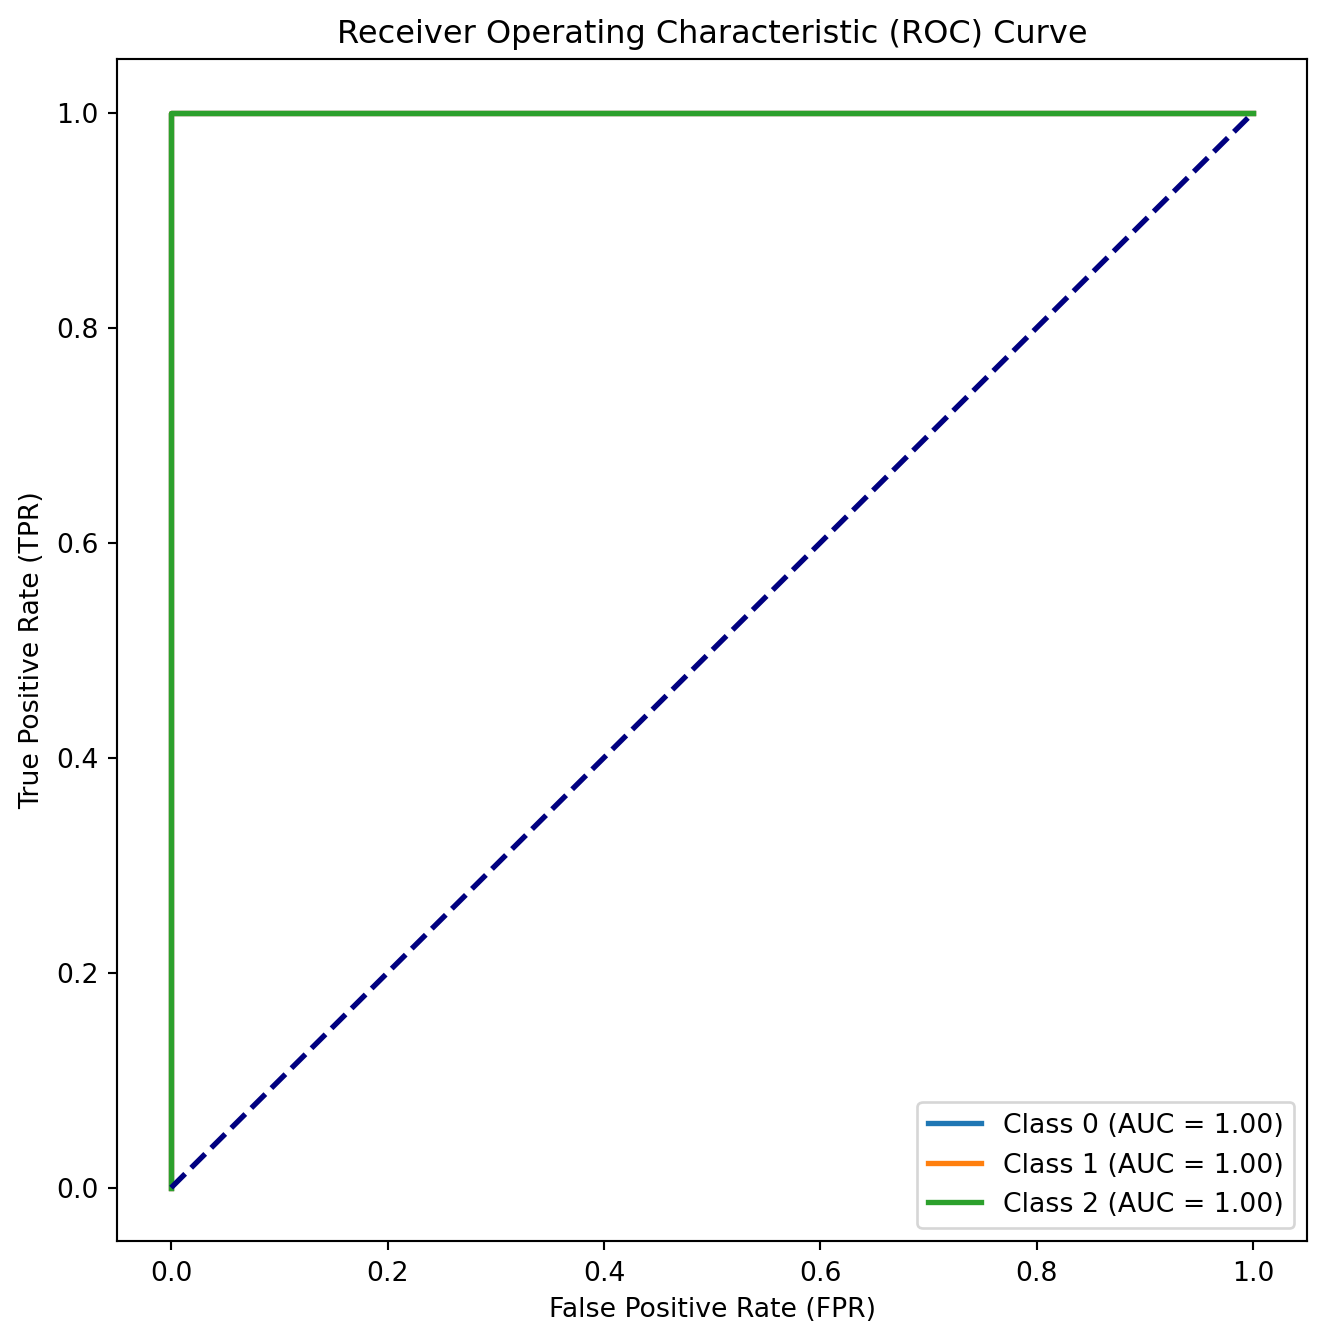 Receiver Operating Characteristic (ROC) Curve
True Positive Rate (TPR)
1.0
0.8
0.6
0.4
0.2
0.0
Class 0 (AUC = 1.00)
Class 1 (AUC = 1.00)
Class 2 (AUC = 1.00)
0.0 0.2 0.4 0.6 0.8 1.0
False Positive Rate (FPR)